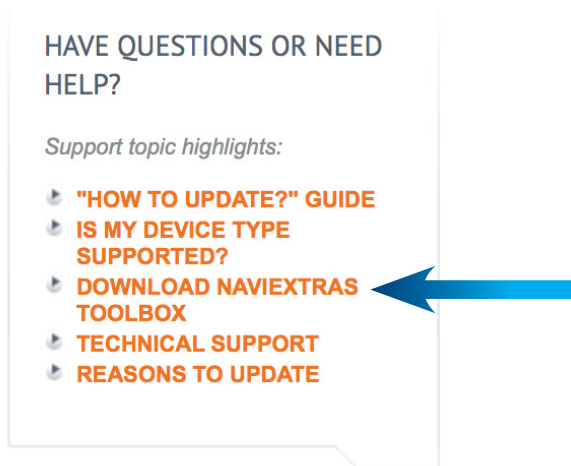 HAVE QUESTIONS OR NEED
HELP?
Support topic highlights:
"HOW TO UPDATE?" GUIDE
IS MY DEVICE TYPE
SUPPORTED?
DOWNLOAD NAVIEXTRAS
TOOLBOX
TECHNICAL SUPPORT
REASONS TO UPDATE